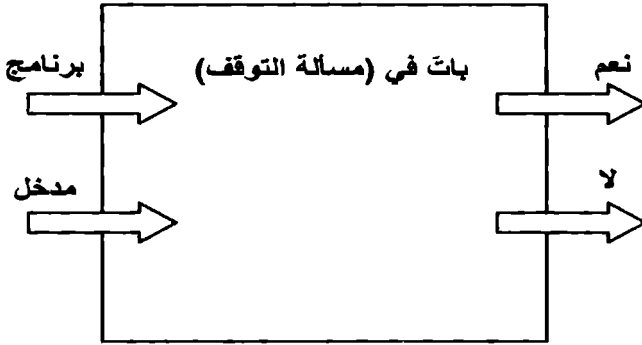 برنامج
باتَ في (مسألة التوقف)
نعم
مدخل
لا